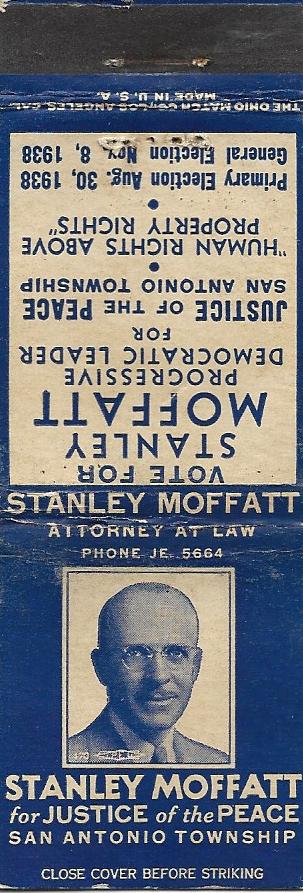 THE OHIO MATCH CO., LOS ANGELES, CAL.
MADE IN U. S. A.
VOTE FOR
STANLEY
MOFFATT
PROGRESSIVE
DEMOCRATIC LEADER
FOR
JUSTICE OF THE PEACE
SAN ANTONIO TOWNSHIP
•
"HUMAN RIGHTS ABOVE
PROPERTY RIGHTS"
•
Primary Election Aug. 30, 1938
General Election Nov. 8, 1938
STANLEY MOFFATT
ATTORNEY AT LAW
PHONE JE. 5664
STANLEY MOFFATT
for JUSTICE of the PEACE
SAN ANTONIO TOWNSHIP
CLOSE COVER BEFORE STRIKING